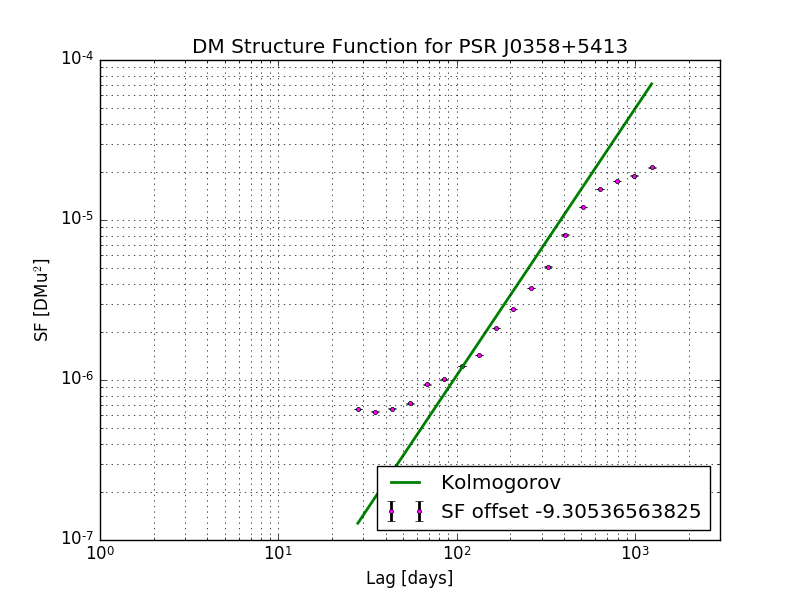 DM Structure Function for PSR J0358+5413
10^-4
10^-5
10^-6
10^-7
SF [DMu²]
Kolmogorov
SF offset -9.30536563825
10^0 10^1 10^2 10^3
Lag [days]